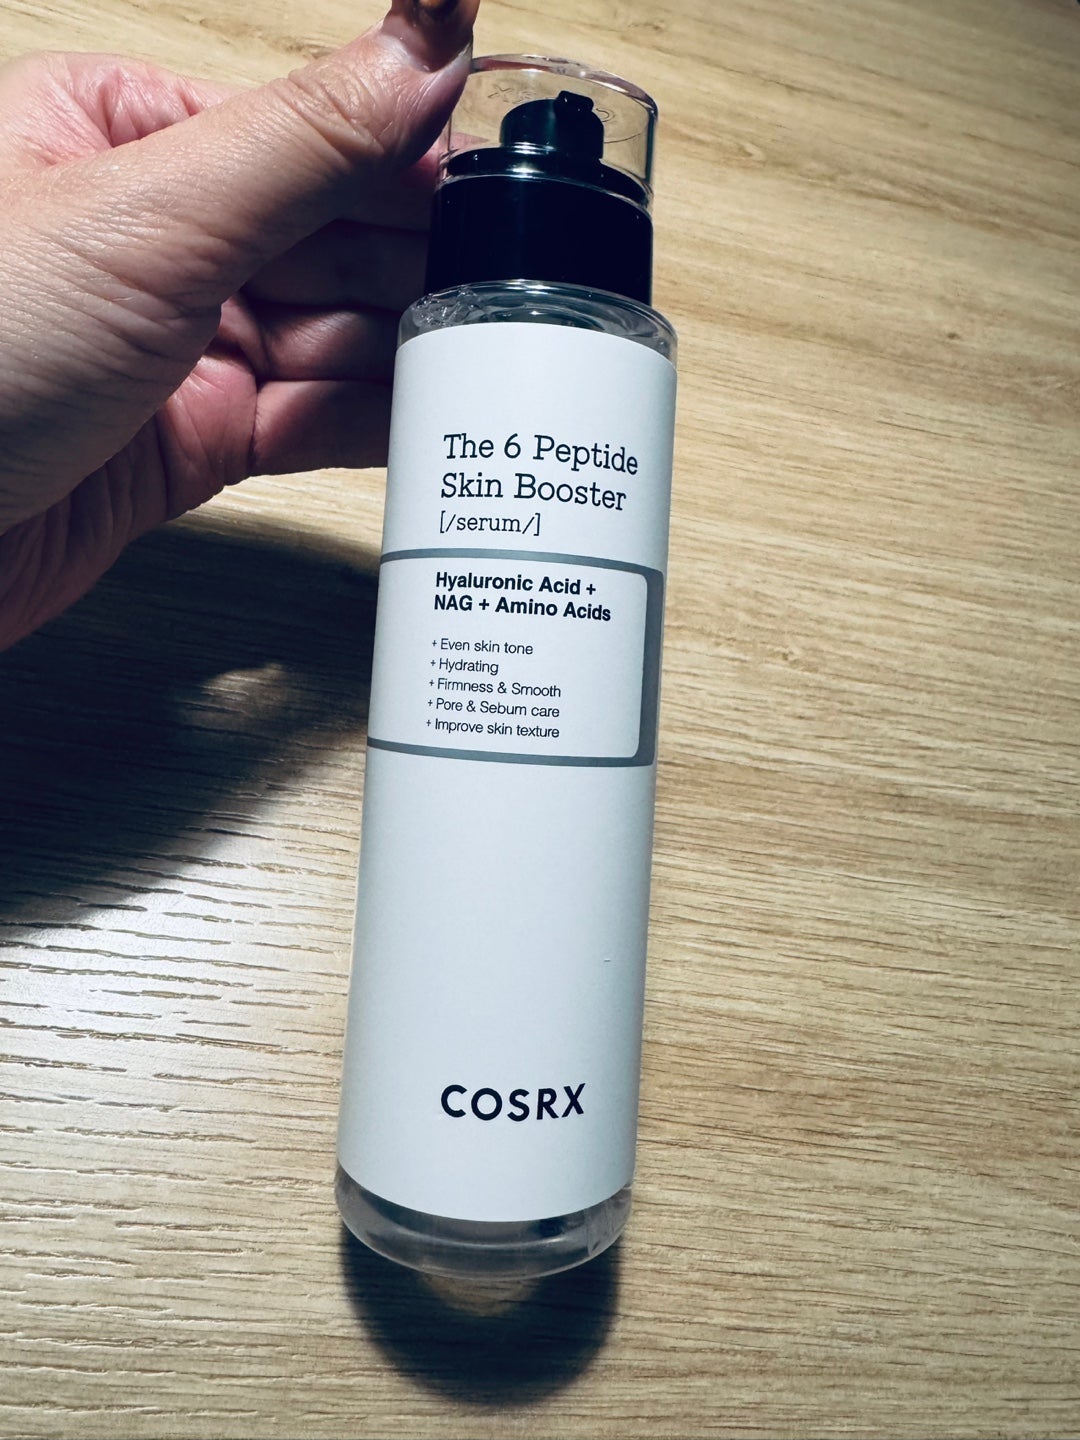 The 6 Peptide
Skin Booster
[/serum/]
Hyaluronic Acid +
NAG + Amino Acids
+ Even skin tone
+ Hydrating
+ Firmness & Smooth
+ Pore & Sebum care
+ Improve skin texture
COSRX